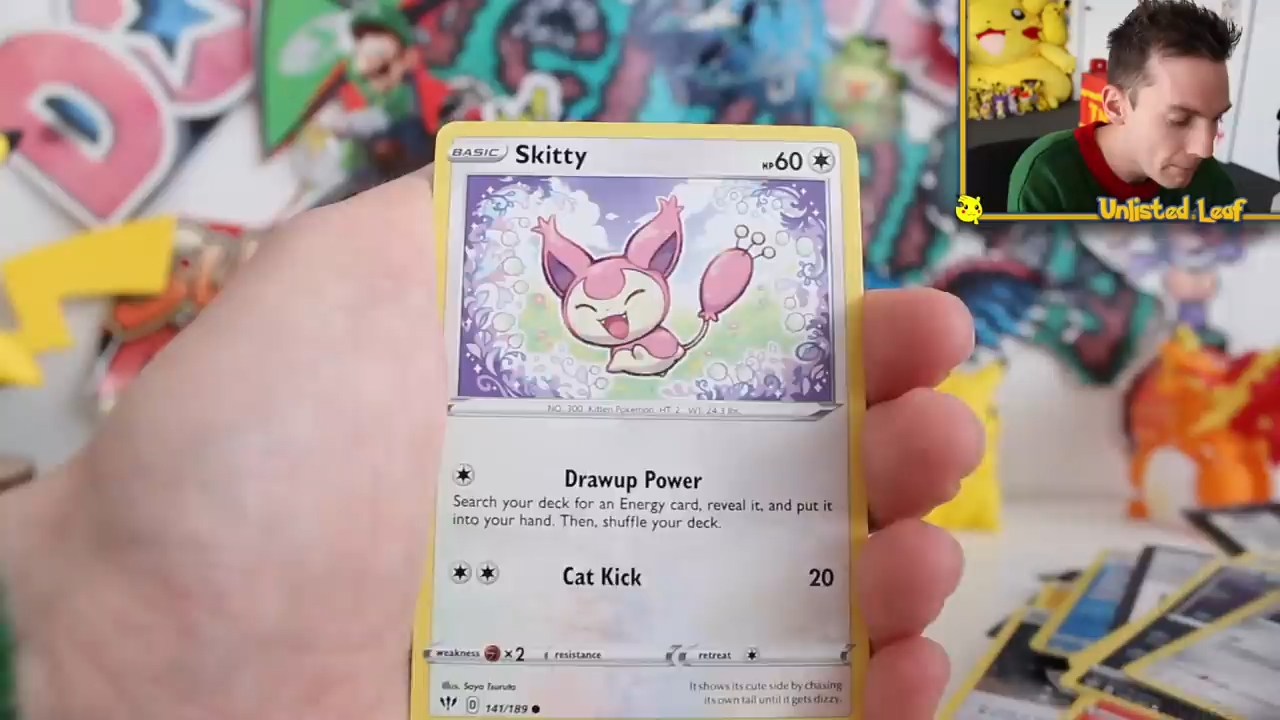 BASIC Skitty HP 60
NO. 300 Kitten Pokémon HT: 2' WT: 24.3 lbs.
Drawup Power
Search your deck for an Energy card, reveal it, and put it
into your hand. Then, shuffle your deck.
Cat Kick 20
weakness ×2 resistance retreat
Illus. Saya Tsuruta
It shows its cute side by chasing
its own tail until it gets dizzy.
D 141/189
Unlisted Leaf